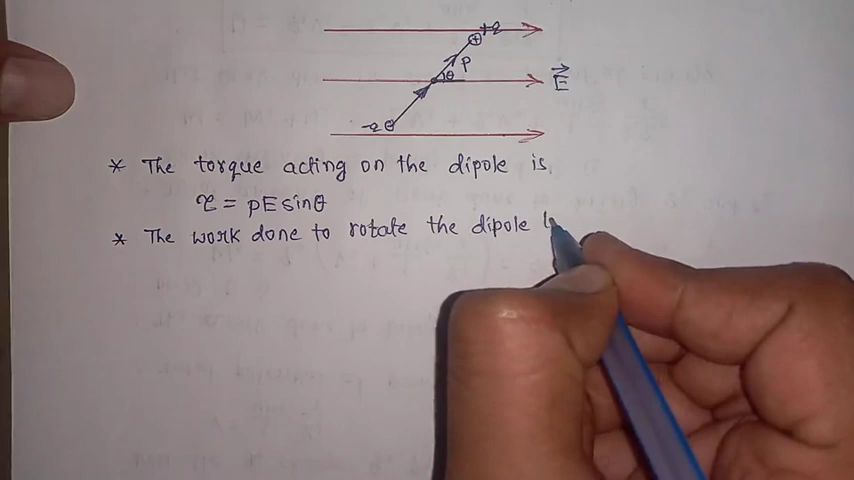 +q
p
θ
E
-q
* The torque acting on the dipole is.
τ = pE sinθ
* The work done to rotate the dipole